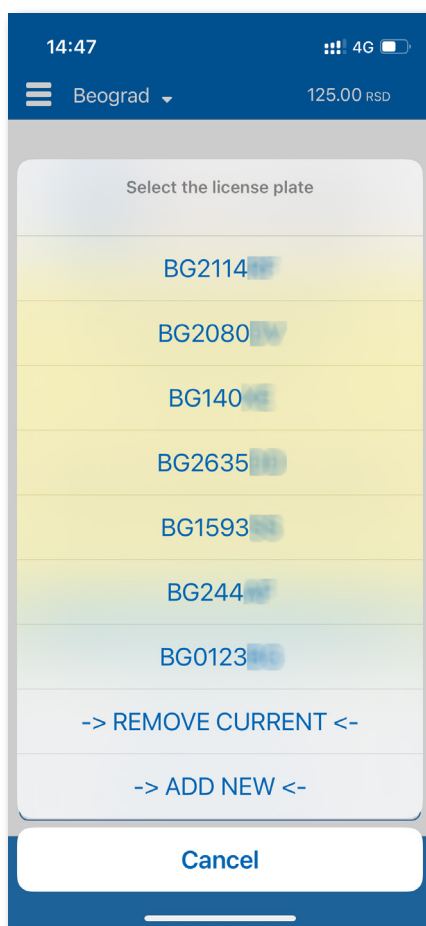 14:47
4G
Beograd
125.00 RSD
Select the license plate
BG2114
BG2080
BG140
BG2635
BG1593
BG244
BG0123
-> REMOVE CURRENT <-
-> ADD NEW <-
Cancel